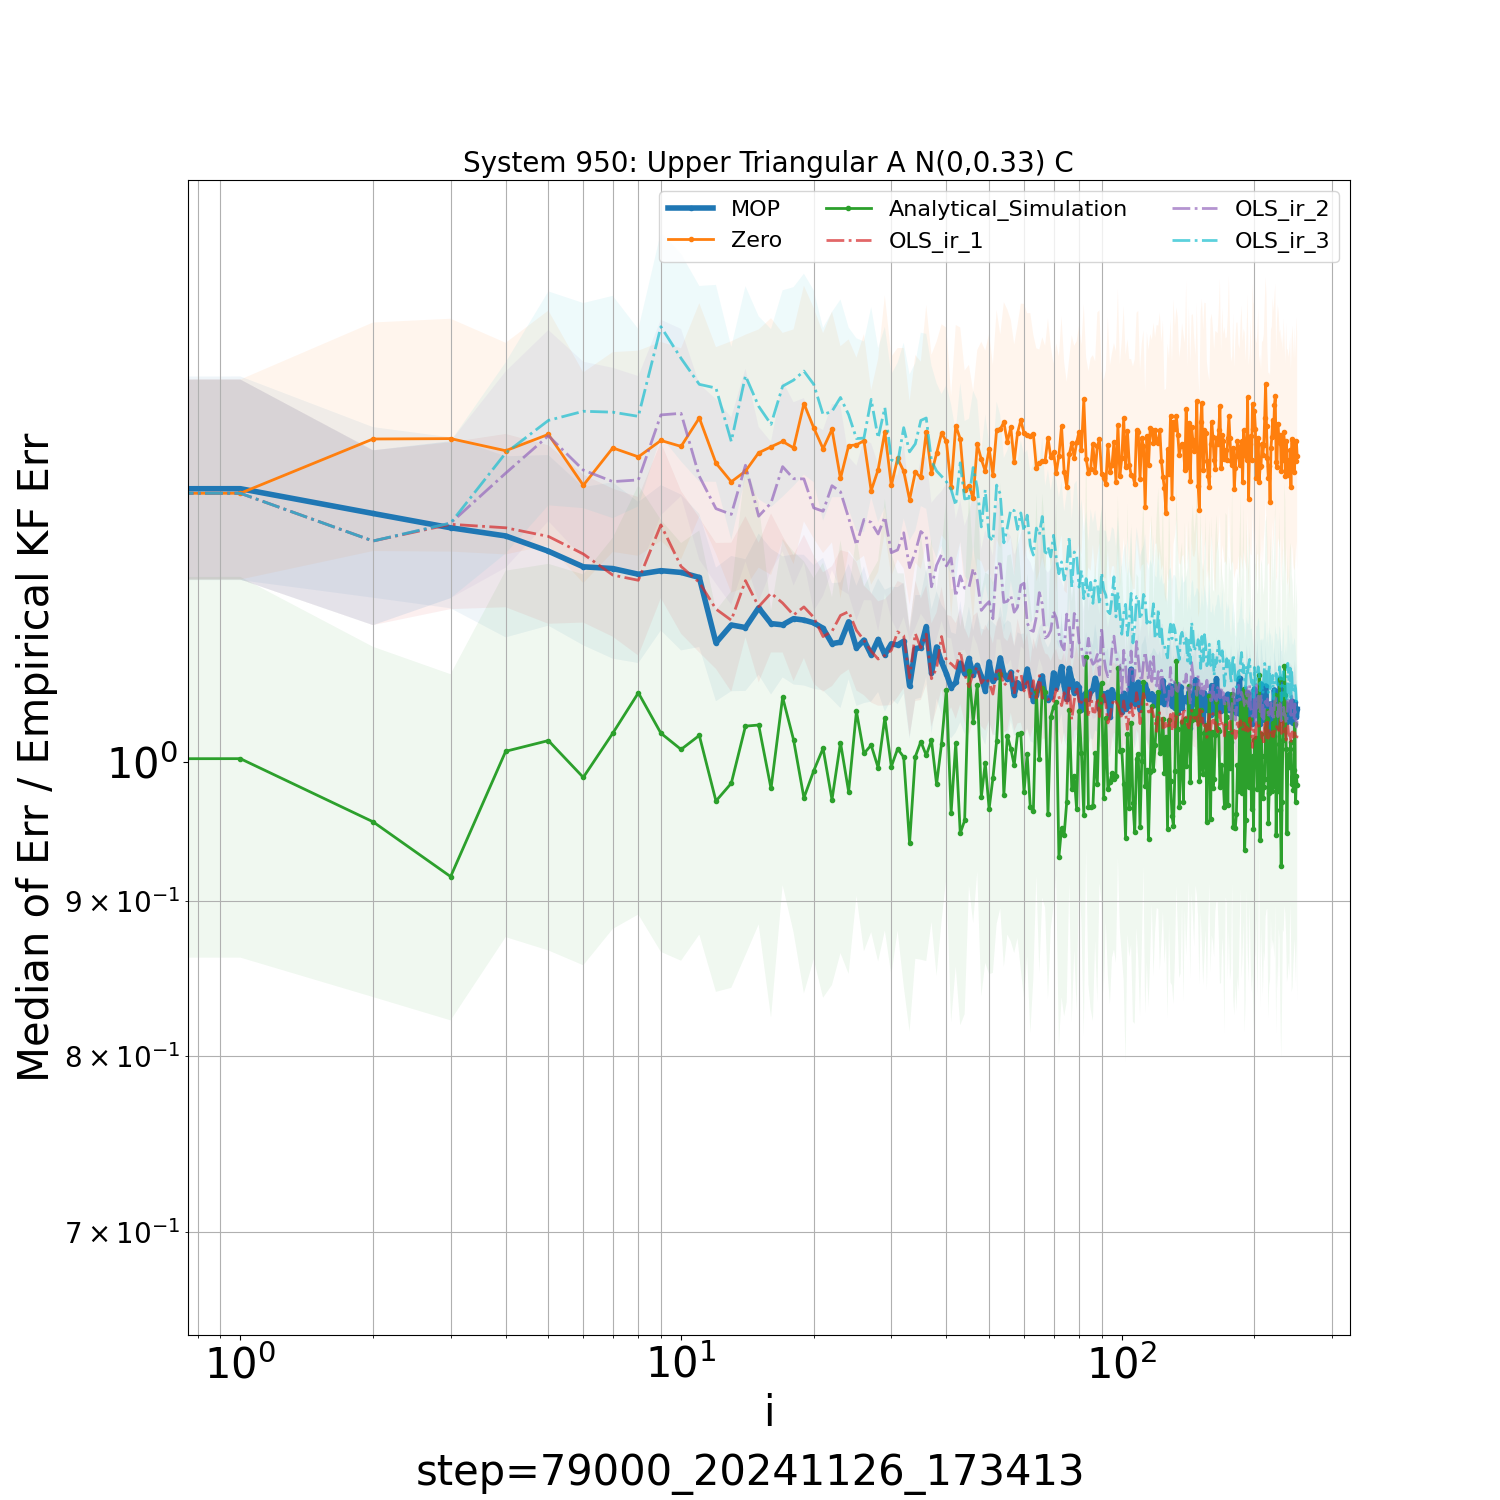 System 950: Upper Triangular A N(0,0.33) C
MOP
Zero
Analytical_Simulation
OLS_ir_1
OLS_ir_2
OLS_ir_3
Median of Err / Empirical KF Err
10⁰
9 × 10⁻¹
8 × 10⁻¹
7 × 10⁻¹
10⁰ 10¹ 10²
i
step=79000_20241126_173413